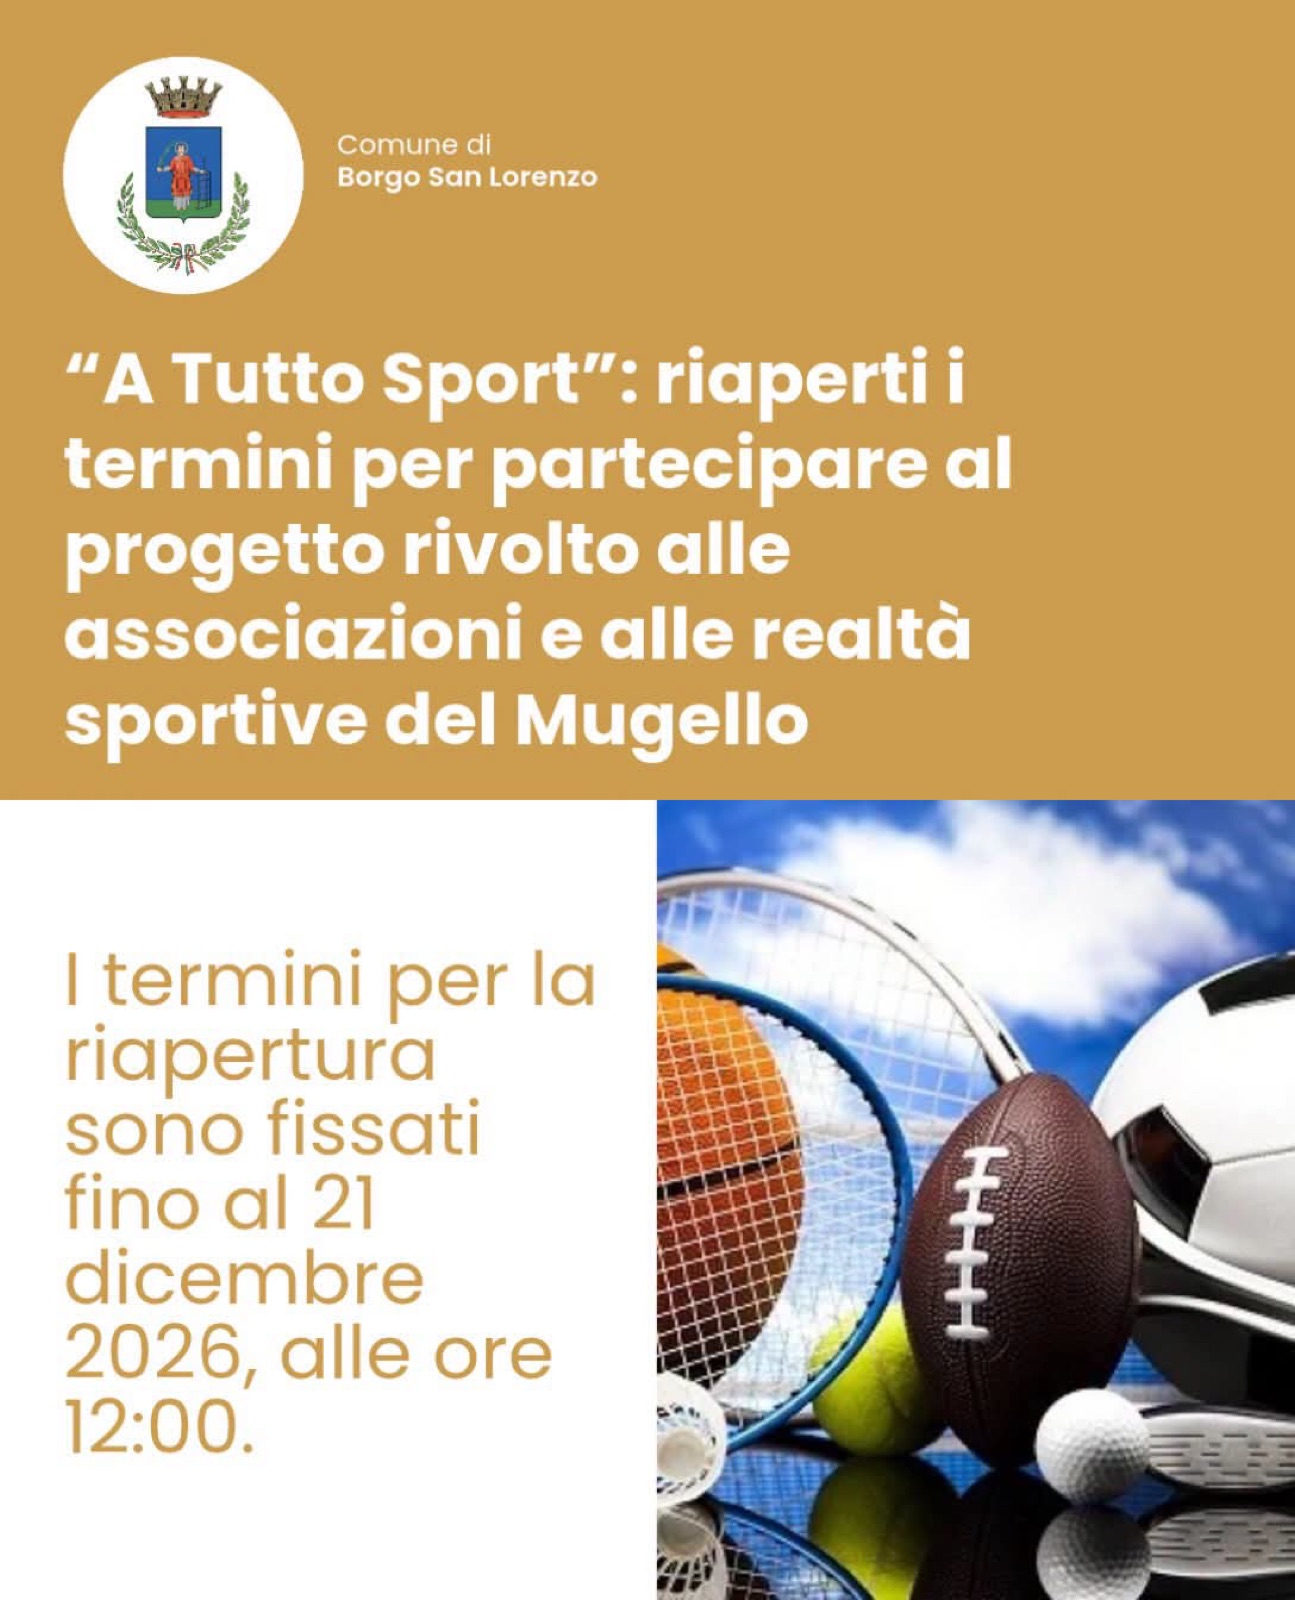 Comune di
Borgo San Lorenzo
“A Tutto Sport”: riaperti i
termini per partecipare al
progetto rivolto alle
associazioni e alle realtà
sportive del Mugello
I termini per la
riapertura
sono fissati
fino al 21
dicembre
2026, alle ore
12:00.